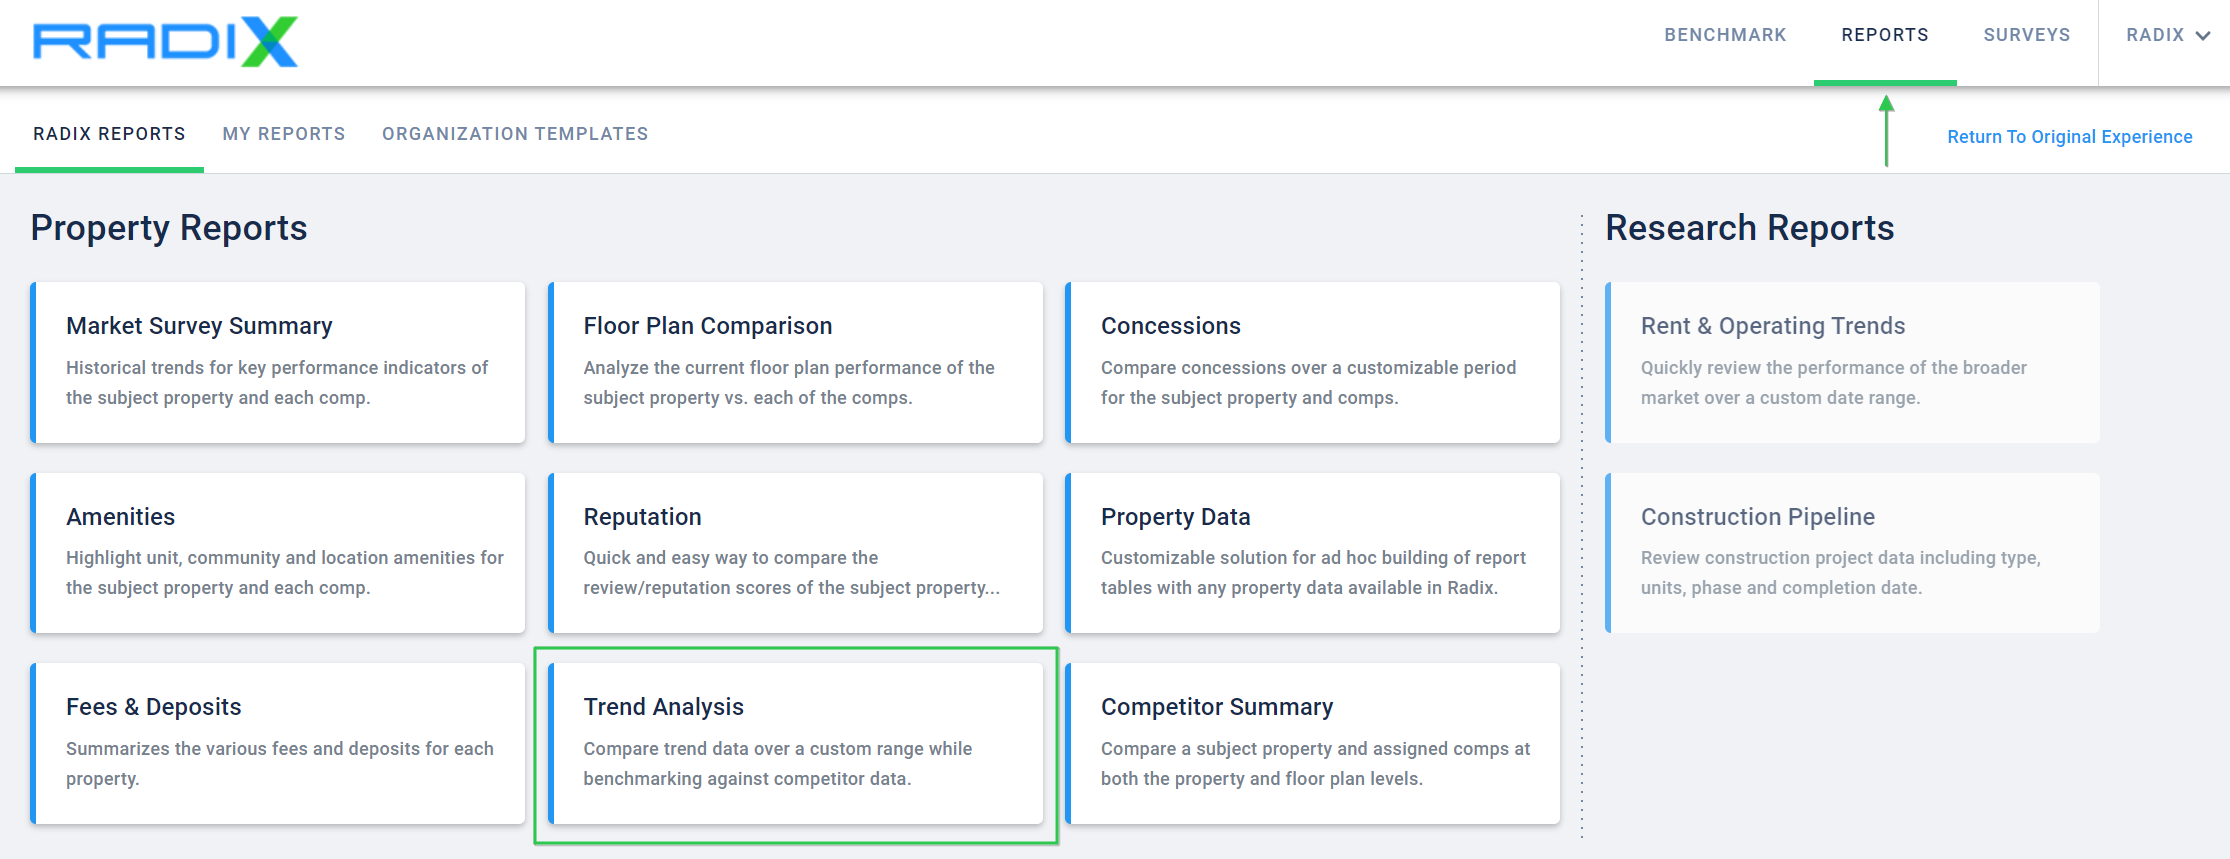 RADIX
BENCHMARK
REPORTS
SURVEYS
RADIX
RADIX REPORTS
MY REPORTS
ORGANIZATION TEMPLATES
Return To Original Experience
Property Reports
Market Survey Summary
Historical trends for key performance indicators of
the subject property and each comp.
Floor Plan Comparison
Analyze the current floor plan performance of the
subject property vs. each of the comps.
Concessions
Compare concessions over a customizable period
for the subject property and comps.
Amenities
Highlight unit, community and location amenities for
the subject property and each comp.
Reputation
Quick and easy way to compare the
review/reputation scores of the subject property...
Property Data
Customizable solution for ad hoc building of report
tables with any property data available in Radix.
Fees & Deposits
Summarizes the various fees and deposits for each
property.
Trend Analysis
Compare trend data over a custom range while
benchmarking against competitor data.
Competitor Summary
Compare a subject property and assigned comps at
both the property and floor plan levels.
Research Reports
Rent & Operating Trends
Quickly review the performance of the broader
market over a custom date range.
Construction Pipeline
Review construction project data including type,
units, phase and completion date.